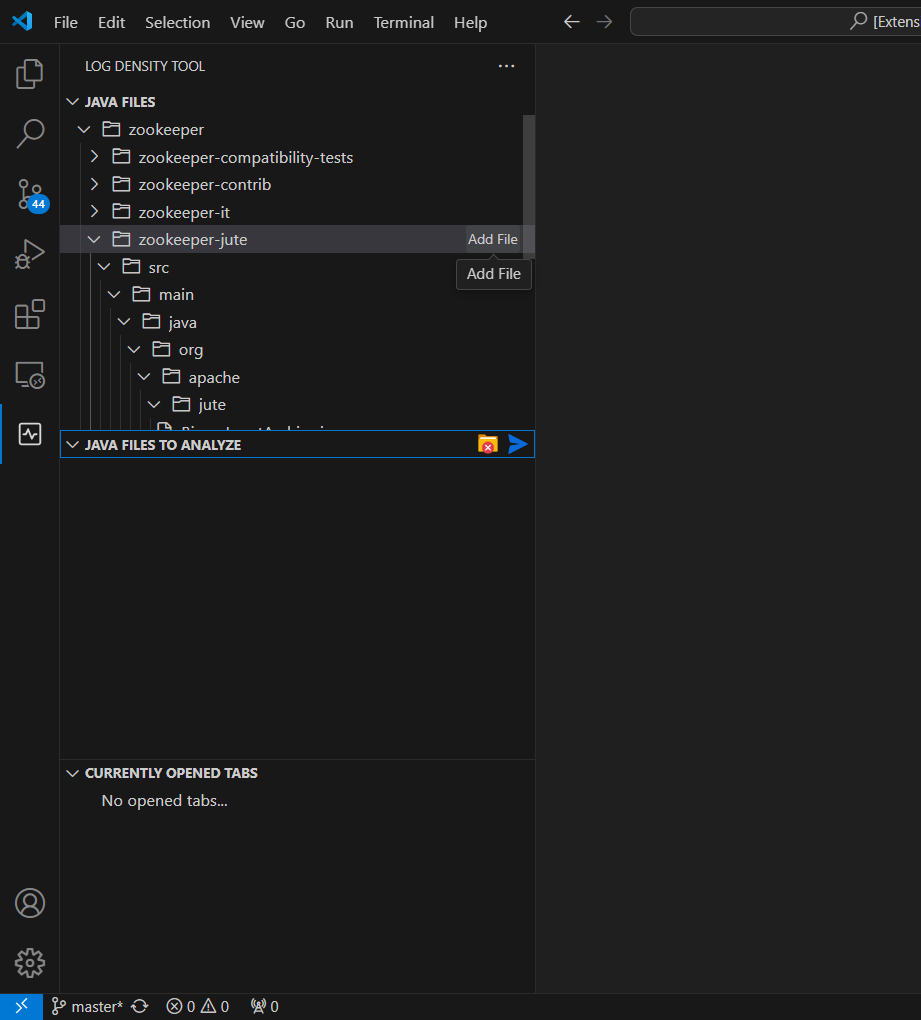 File Edit Selection View Go Run Terminal Help [Extens
LOG DENSITY TOOL
JAVA FILES
zookeeper
zookeeper-compatibility-tests
zookeeper-contrib
44
zookeeper-it
zookeeper-jute Add File
src
Add File
main
java
org
apache
jute
JAVA FILES TO ANALYZE
CURRENTLY OPENED TABS
No opened tabs...
master* 0 0 0